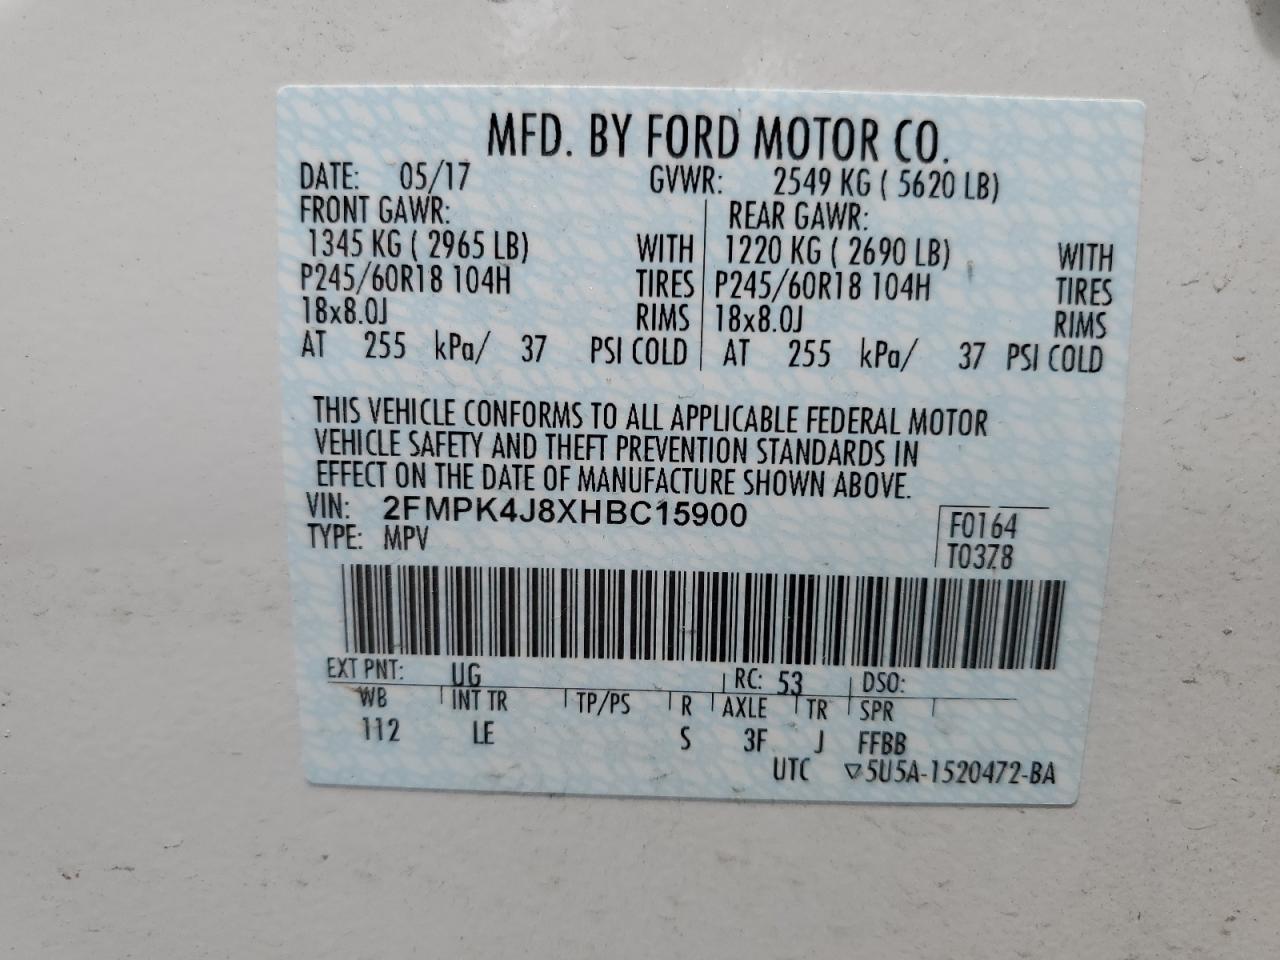 MFD. BY FORD MOTOR CO.
DATE: 05/17 GVWR: 2549 KG ( 5620 LB)
FRONT GAWR: REAR GAWR:
1345 KG ( 2965 LB) WITH 1220 KG ( 2690 LB) WITH
P245/60R18 104H TIRES P245/60R18 104H TIRES
18x8.0J RIMS 18x8.0J RIMS
AT 255 kPa/ 37 PSI COLD AT 255 kPa/ 37 PSI COLD
THIS VEHICLE CONFORMS TO ALL APPLICABLE FEDERAL MOTOR
VEHICLE SAFETY AND THEFT PREVENTION STANDARDS IN
EFFECT ON THE DATE OF MANUFACTURE SHOWN ABOVE.
VIN: 2FMPK4J8XHBC15900
TYPE: MPV
F0164
T03Z8
EXT PNT: UG RC: 53 DSO:
WB INT TR TP/PS R AXLE TR SPR
112 LE S 3F J FFBB
UTC ▽5U5A-1520472-BA